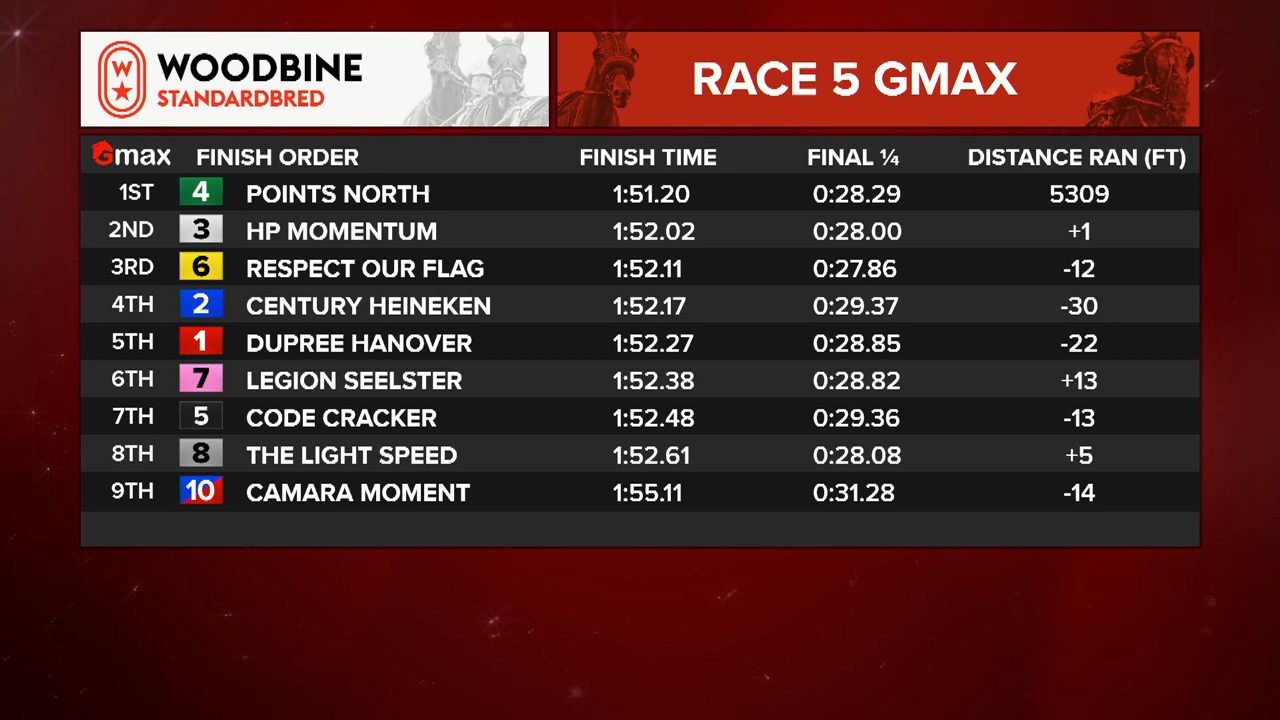 W
WOODBINE
STANDARDBRED
RACE 5 GMAX
Gmax FINISH ORDER FINISH TIME FINAL ¼ DISTANCE RAN (FT)
1ST 4 POINTS NORTH 1:51.20 0:28.29 5309
2ND 3 HP MOMENTUM 1:52.02 0:28.00 +1
3RD 6 RESPECT OUR FLAG 1:52.11 0:27.86 -12
4TH 2 CENTURY HEINEKEN 1:52.17 0:29.37 -30
5TH 1 DUPREE HANOVER 1:52.27 0:28.85 -22
6TH 7 LEGION SEELSTER 1:52.38 0:28.82 +13
7TH 5 CODE CRACKER 1:52.48 0:29.36 -13
8TH 8 THE LIGHT SPEED 1:52.61 0:28.08 +5
9TH 10 CAMARA MOMENT 1:55.11 0:31.28 -14